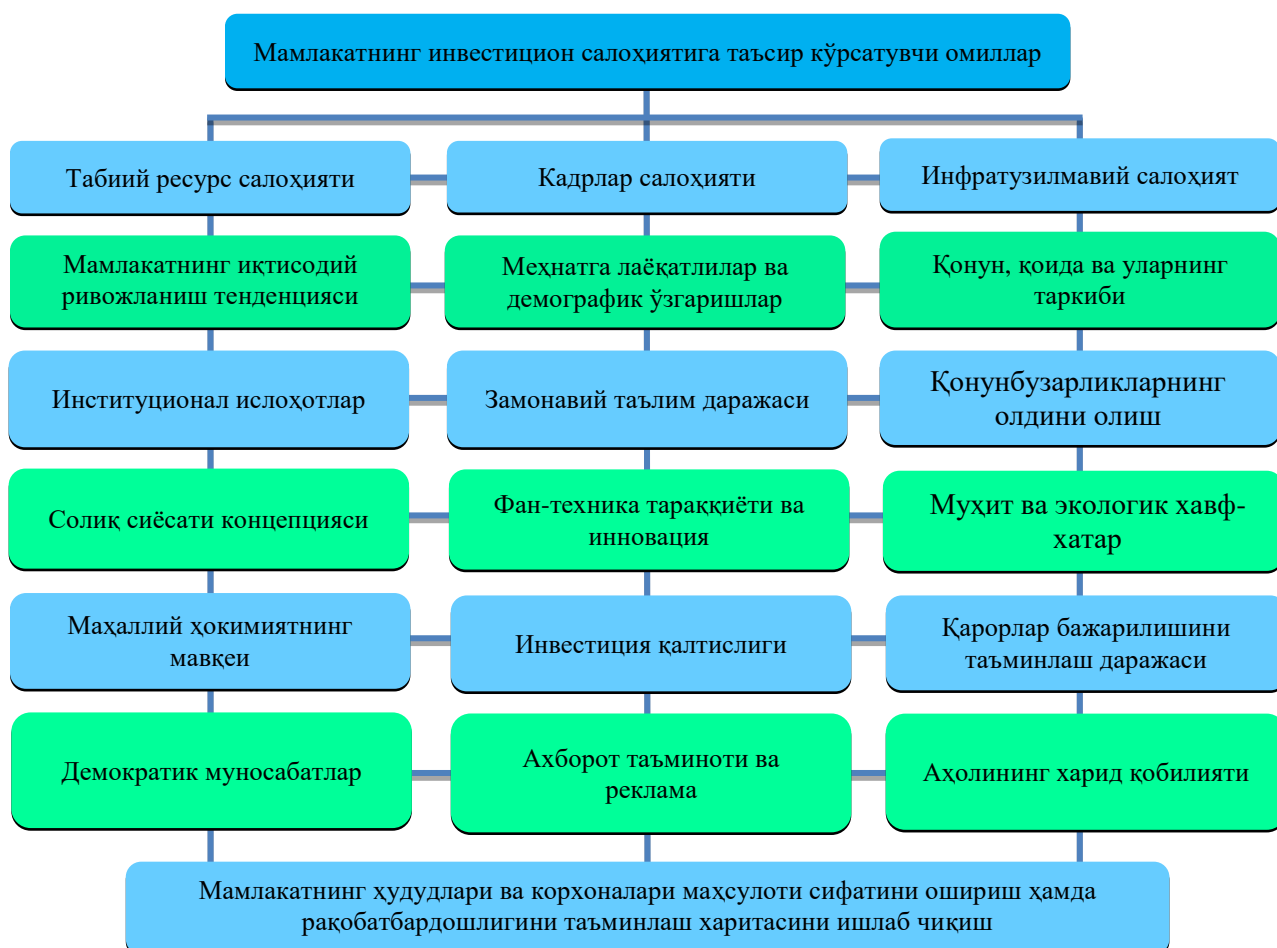 Мамлакатнинг инвестицион салоҳиятига таъсир кўрсатувчи омиллар
Табиий ресурс салоҳияти
Кадрлар салоҳияти
Инфратузилмавий салоҳият
Мамлакатнинг иқтисодий
ривожланиш тенденцияси
Меҳнатга лаёқатлилар ва
демографик ўзгаришлар
Қонун, қоида ва уларнинг
таркиби
Институционал ислоҳотлар
Замонавий таълим даражаси
Қонунбузарликларнинг
олдини олиш
Солиқ сиёсати концепцияси
Фан-техника тараққиёти ва
инновация
Муҳит ва экологик хавф-
хатар
Маҳаллий ҳокимиятнинг
мавқеи
Инвестиция қалтислиги
Қарорлар бажарилишини
таъминлаш даражаси
Демократик муносабатлар
Ахборот таъминоти ва
реклама
Аҳолининг харид қобилияти
Мамлакатнинг ҳудудлари ва корхоналари маҳсулоти сифатини ошириш ҳамда
рақобатбардошлигини таъминлаш харитасини ишлаб чиқиш